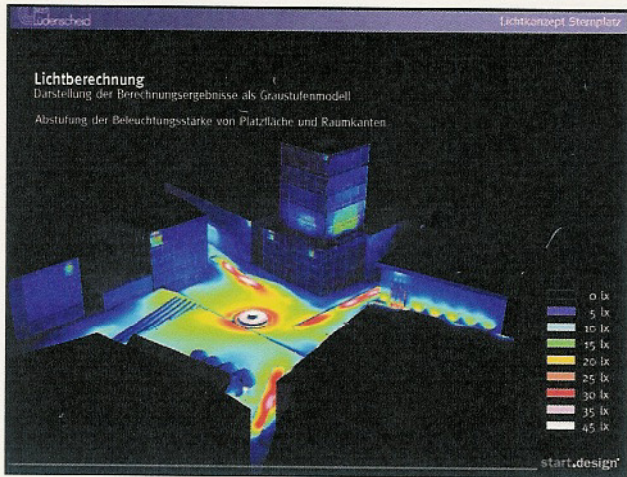 Lüdenscheid
Lichtkonzept Sternplatz
Lichtberechnung
Darstellung der Berechnungsergebnisse als Graustufenmodell
Abstufung der Beleuchtungsstärke von Platzfläche und Raumkanten
0 lx
5 lx
10 lx
15 lx
20 lx
25 lx
30 lx
35 lx
45 lx
start.design